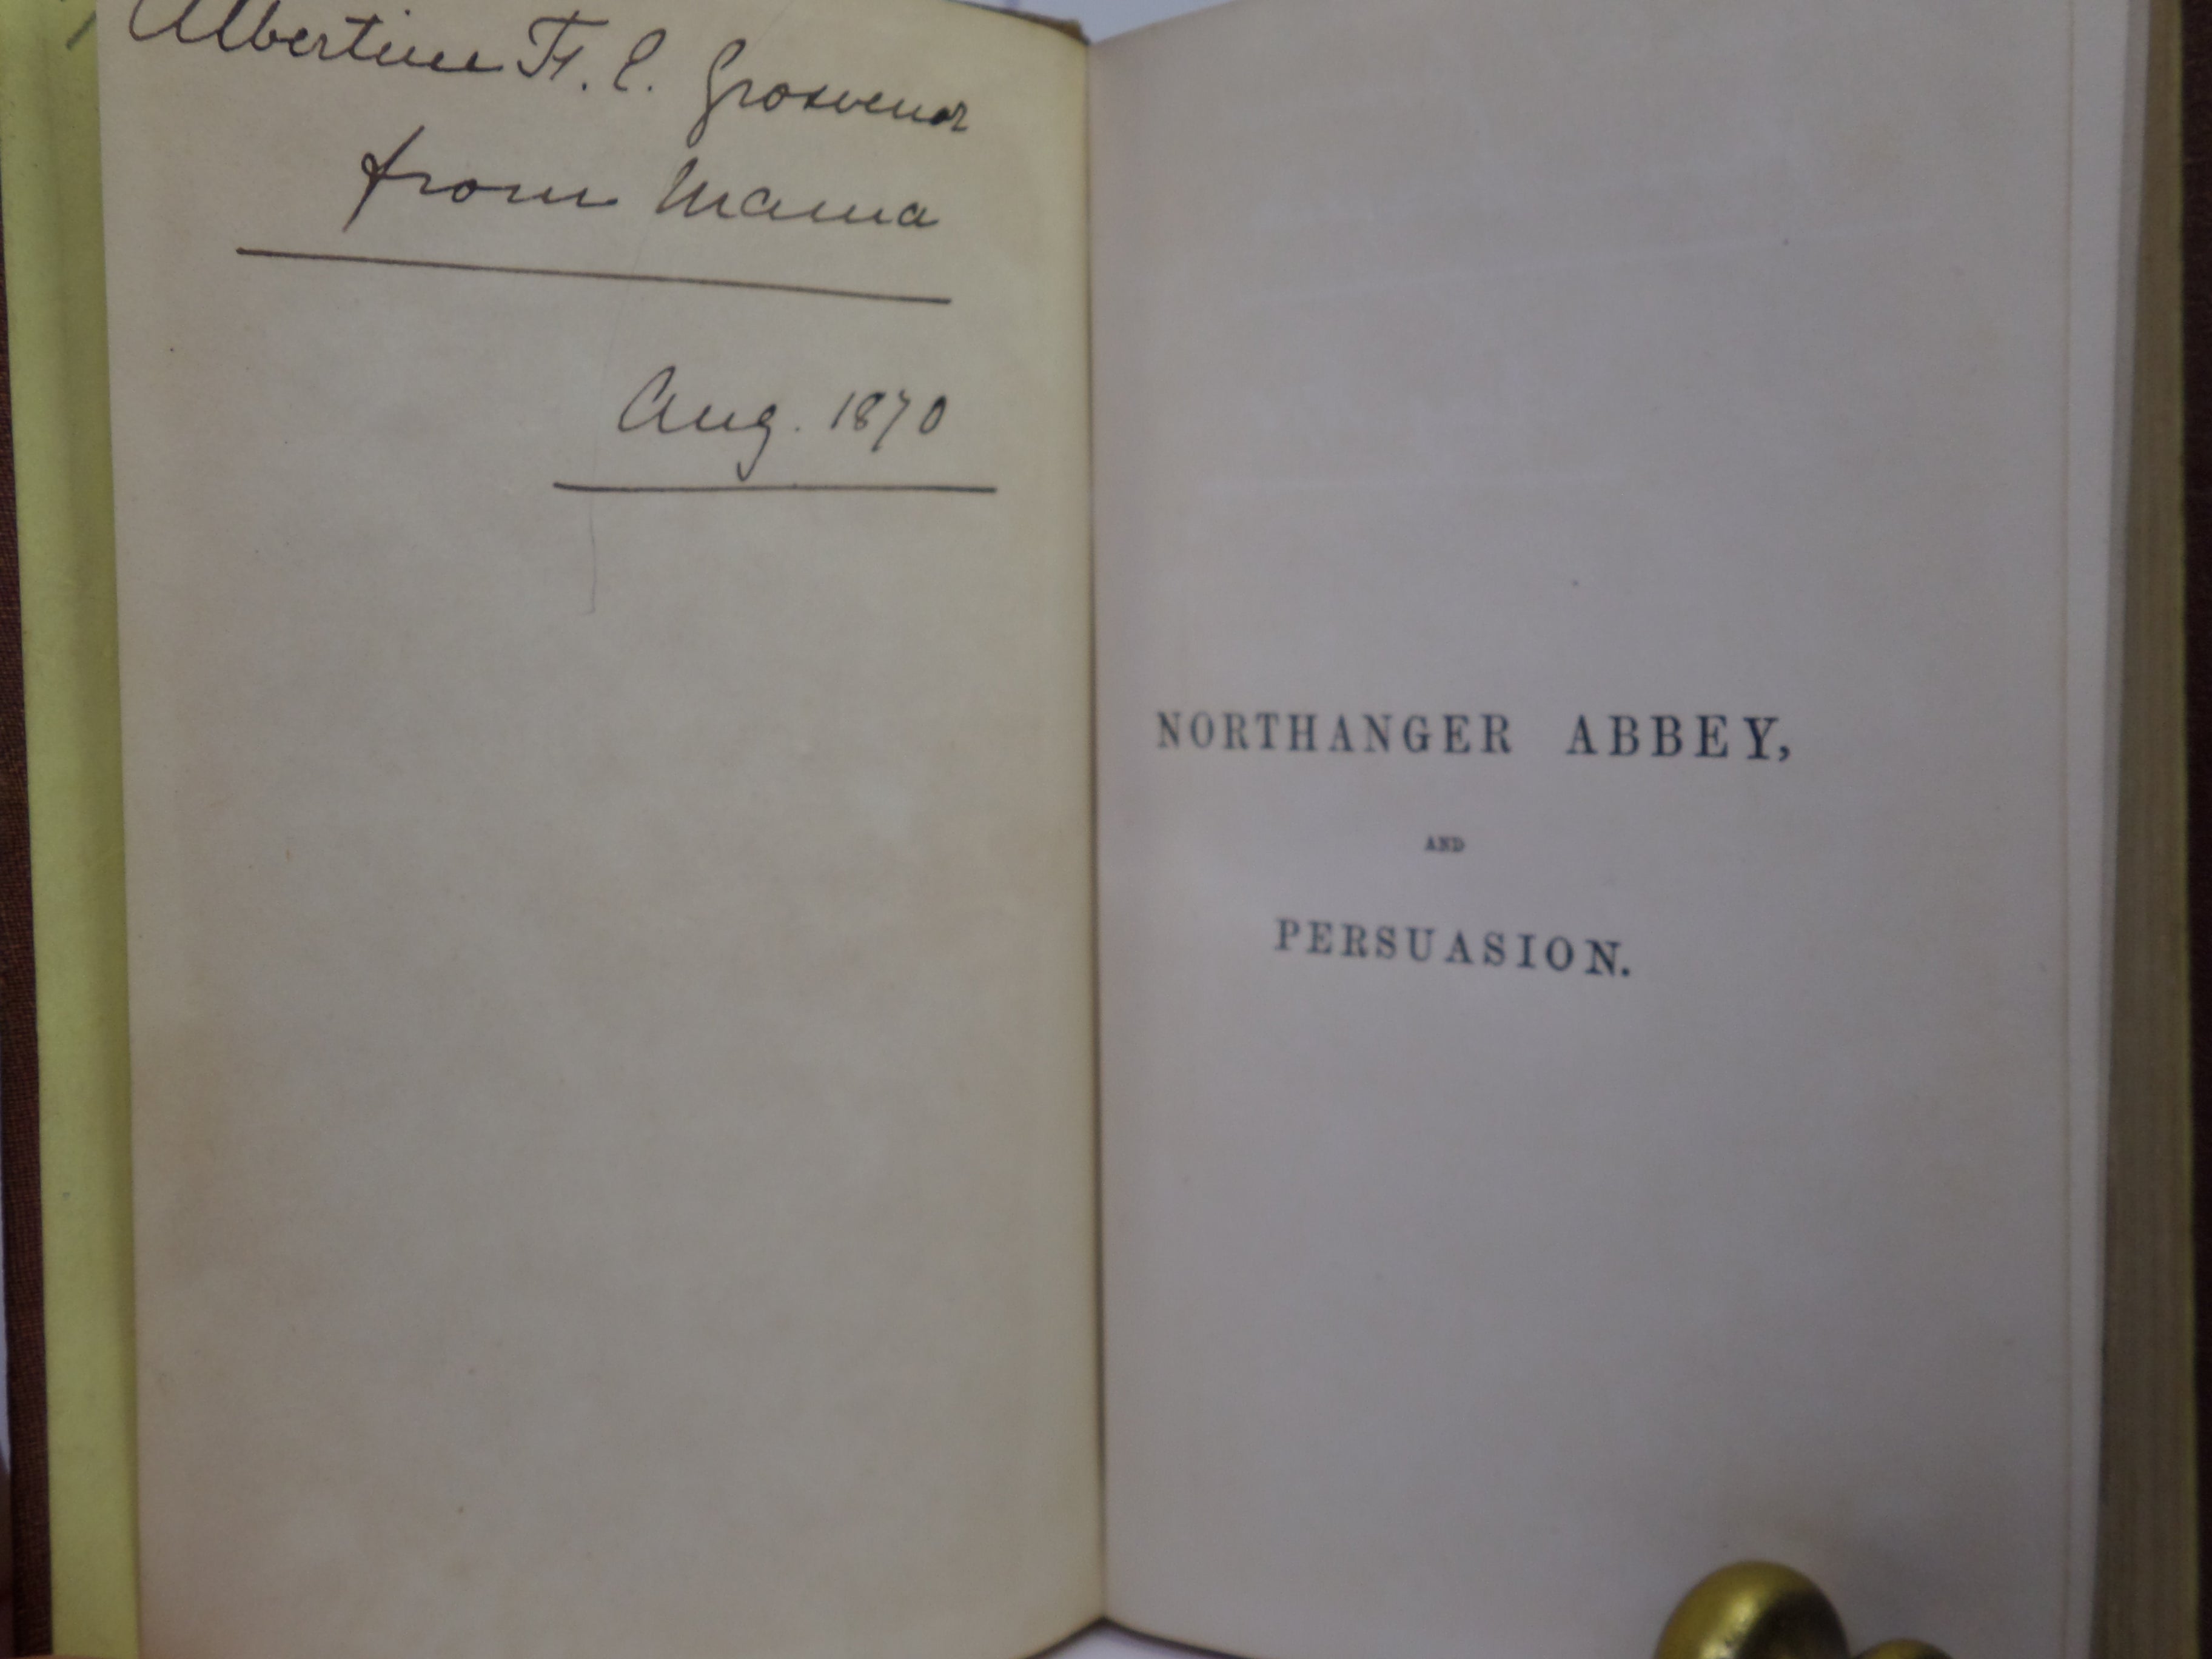 Albertine F. E. Grosvenor
from Mama
Aug. 1870
NORTHANGER ABBEY,
AND
PERSUASION.